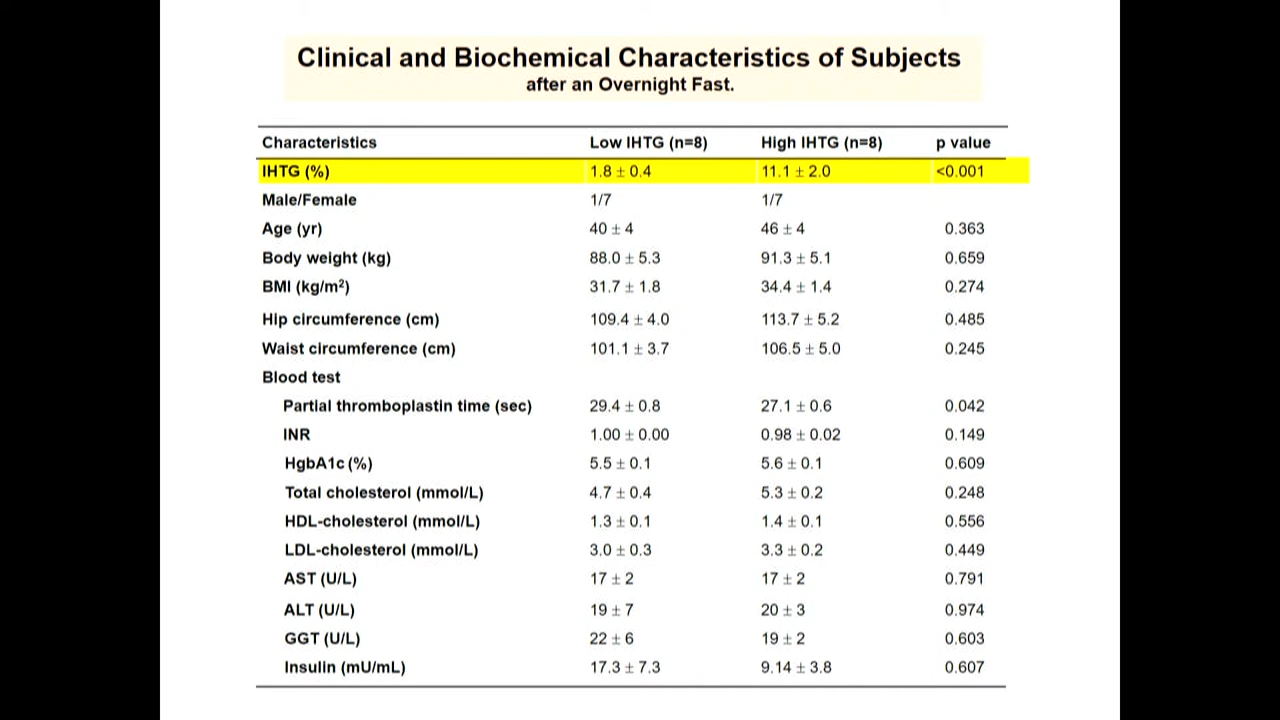 Clinical and Biochemical Characteristics of Subjects
after an Overnight Fast.
Characteristics Low IHTG (n=8) High IHTG (n=8) p value
IHTG (%) 1.8 ± 0.4 11.1 ± 2.0 <0.001
Male/Female 1/7 1/7
Age (yr) 40 ± 4 46 ± 4 0.363
Body weight (kg) 88.0 ± 5.3 91.3 ± 5.1 0.659
BMI (kg/m²) 31.7 ± 1.8 34.4 ± 1.4 0.274
Hip circumference (cm) 109.4 ± 4.0 113.7 ± 5.2 0.485
Waist circumference (cm) 101.1 ± 3.7 106.5 ± 5.0 0.245
Blood test
Partial thromboplastin time (sec) 29.4 ± 0.8 27.1 ± 0.6 0.042
INR 1.00 ± 0.00 0.98 ± 0.02 0.149
HgbA1c (%) 5.5 ± 0.1 5.6 ± 0.1 0.609
Total cholesterol (mmol/L) 4.7 ± 0.4 5.3 ± 0.2 0.248
HDL-cholesterol (mmol/L) 1.3 ± 0.1 1.4 ± 0.1 0.556
LDL-cholesterol (mmol/L) 3.0 ± 0.3 3.3 ± 0.2 0.449
AST (U/L) 17 ± 2 17 ± 2 0.791
ALT (U/L) 19 ± 7 20 ± 3 0.974
GGT (U/L) 22 ± 6 19 ± 2 0.603
Insulin (mU/mL) 17.3 ± 7.3 9.14 ± 3.8 0.607